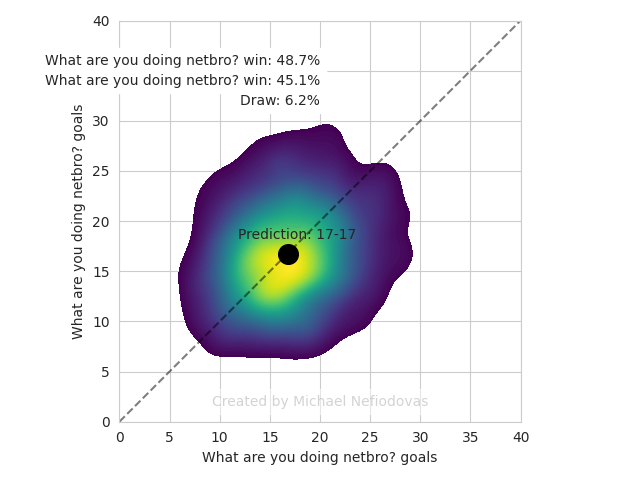 40
What are you doing netbro? win: 48.7%
What are you doing netbro? win: 45.1%
Draw: 6.2%
30
25
20
15
10
5
0
What are you doing netbro? goals
Prediction: 17-17
Created by Michael Nefiodovas
0 5 10 15 20 25 30 35 40
What are you doing netbro? goals